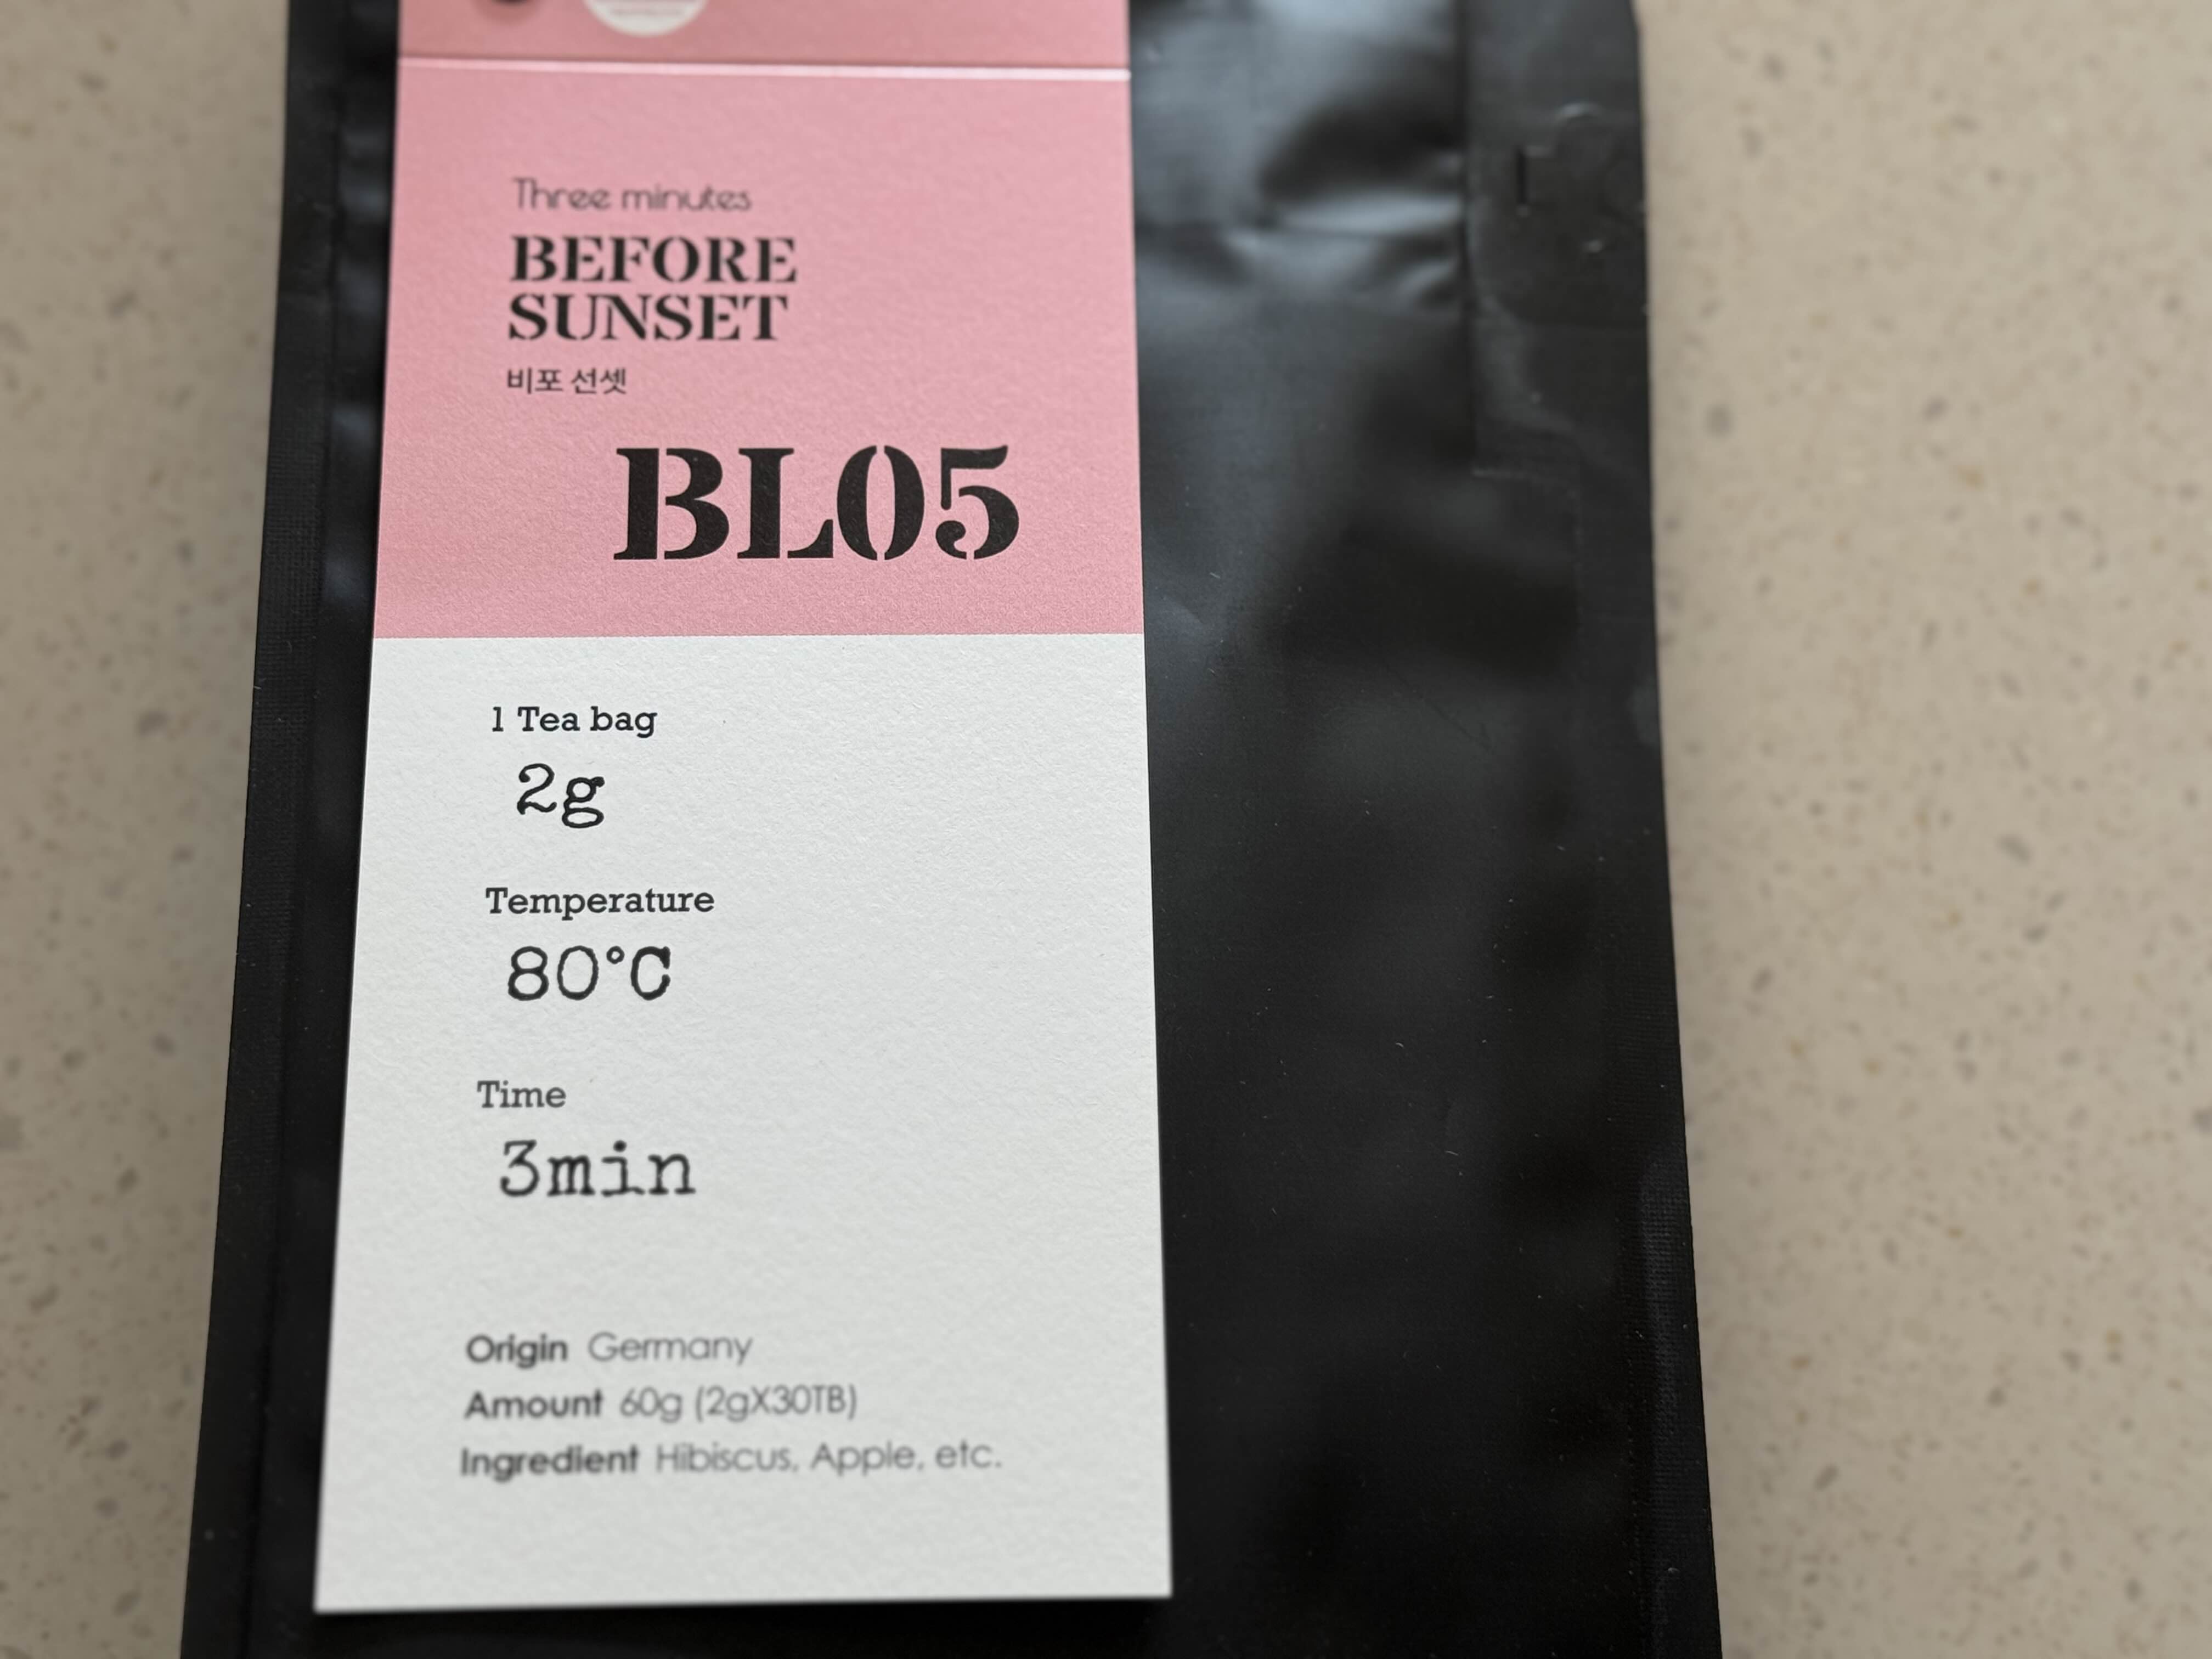 Three minutes
BEFORE
SUNSET
비포 선셋
BL05
1 Tea bag
2g
Temperature
80°C
Time
3min
Origin Germany
Amount 60g (2gX30TB)
Ingredient Hibiscus, Apple, etc.